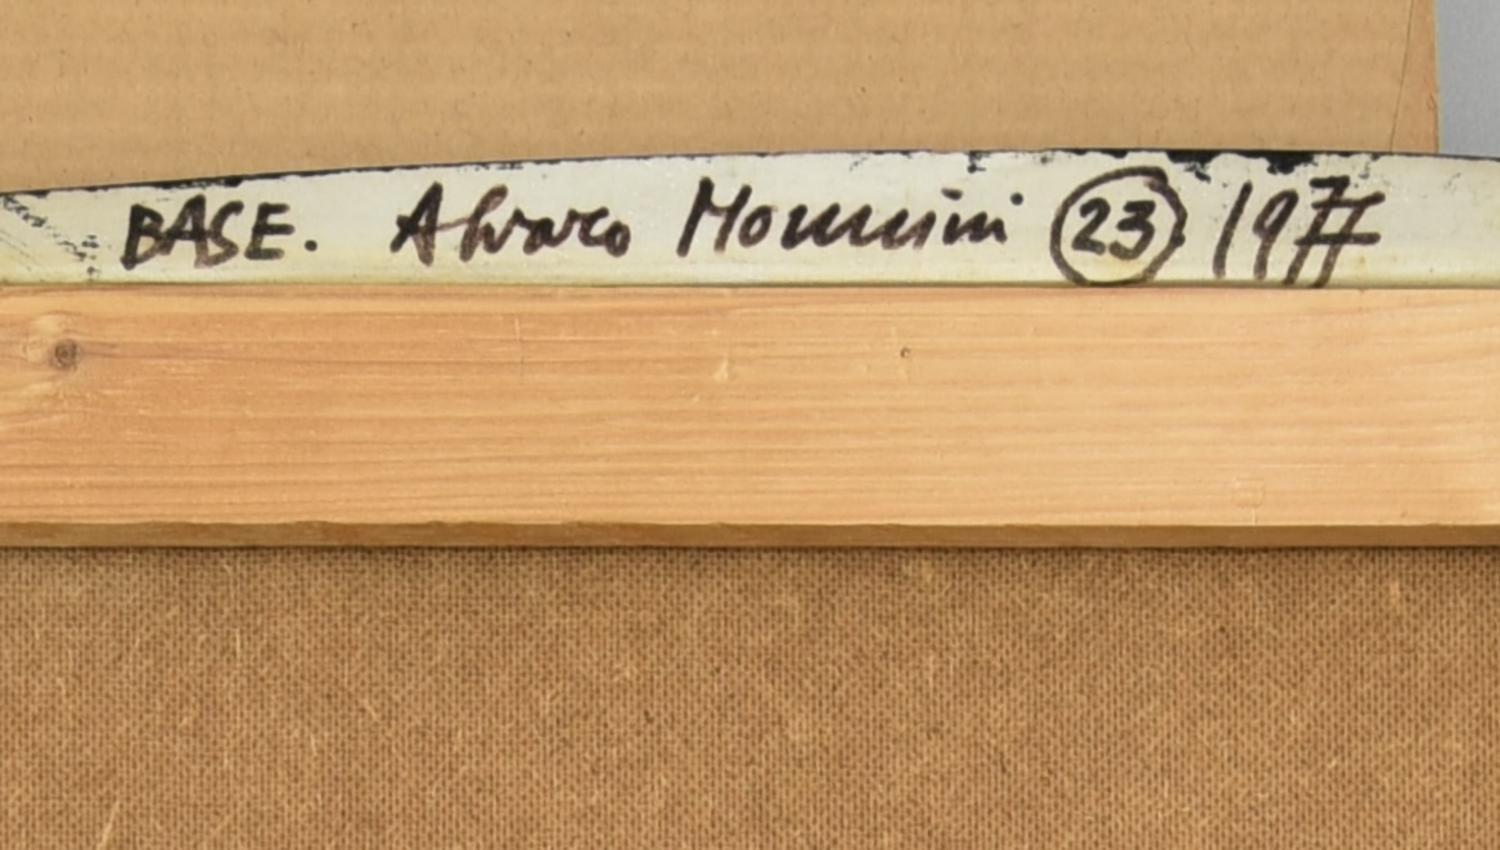 BASE. Alvaro Monnini 23 1977